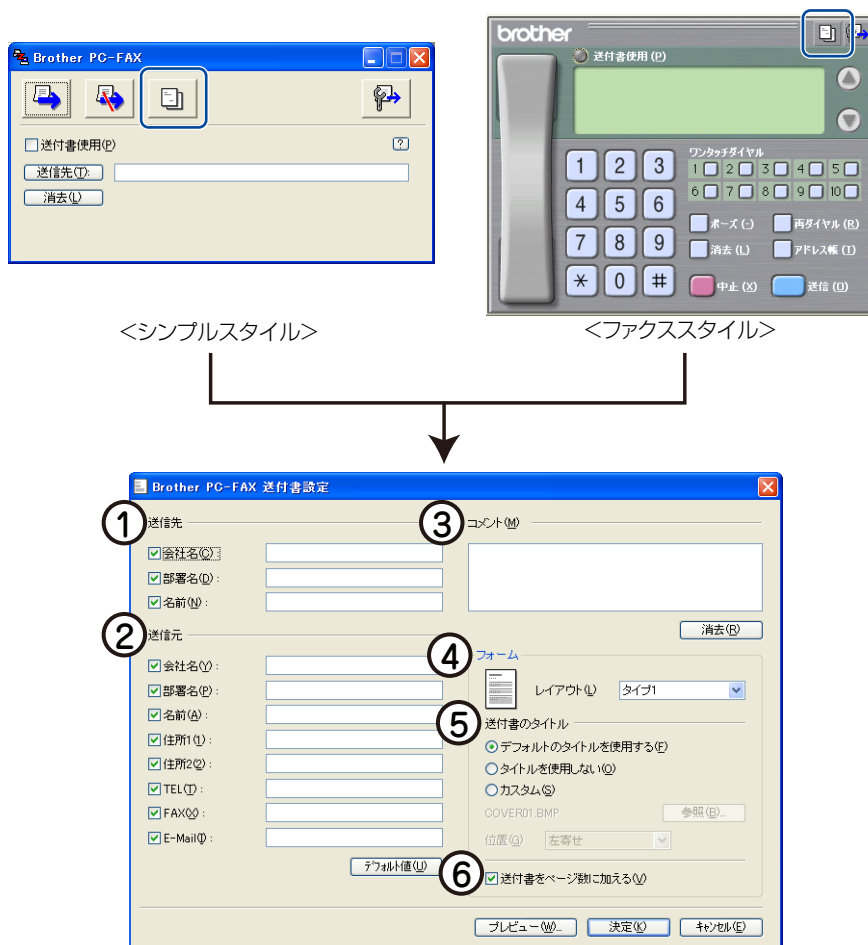 Brother PC-FAX
送付書使用(P)
?
送信先(T):
消去(L)
<シンプルスタイル>
brother
送付書使用 (P)
ワンタッチダイヤル
1 2 3 4 5
6 7 8 9 10
1 2 3
4 5 6
7 8 9
* 0 #
ポーズ (-) 再ダイヤル (R)
消去 (L) アドレス帳 (I)
中止 (X) 送信 (O)
<ファクススタイル>
Brother PC-FAX 送付書設定
① 送信先
会社名(C) :
部署名(D) :
名前(N) :
② 送信元
会社名(Y) :
部署名(P) :
名前(A) :
住所1(1) :
住所2(2) :
TEL(T) :
FAX(X) :
E-Mail(I) :
デフォルト値(U)
③ コメント(M)
消去(R)
④ フォーム
レイアウト(L) タイプ1
⑤ 送付書のタイトル
デフォルトのタイトルを使用する(F)
タイトルを使用しない(O)
カスタム(S)
COVER01.BMP 参照(B)...
位置(G) 左寄せ
⑥ 送付書をページ数に加える(V)
プレビュー(W)... 決定(K) キャンセル(E)